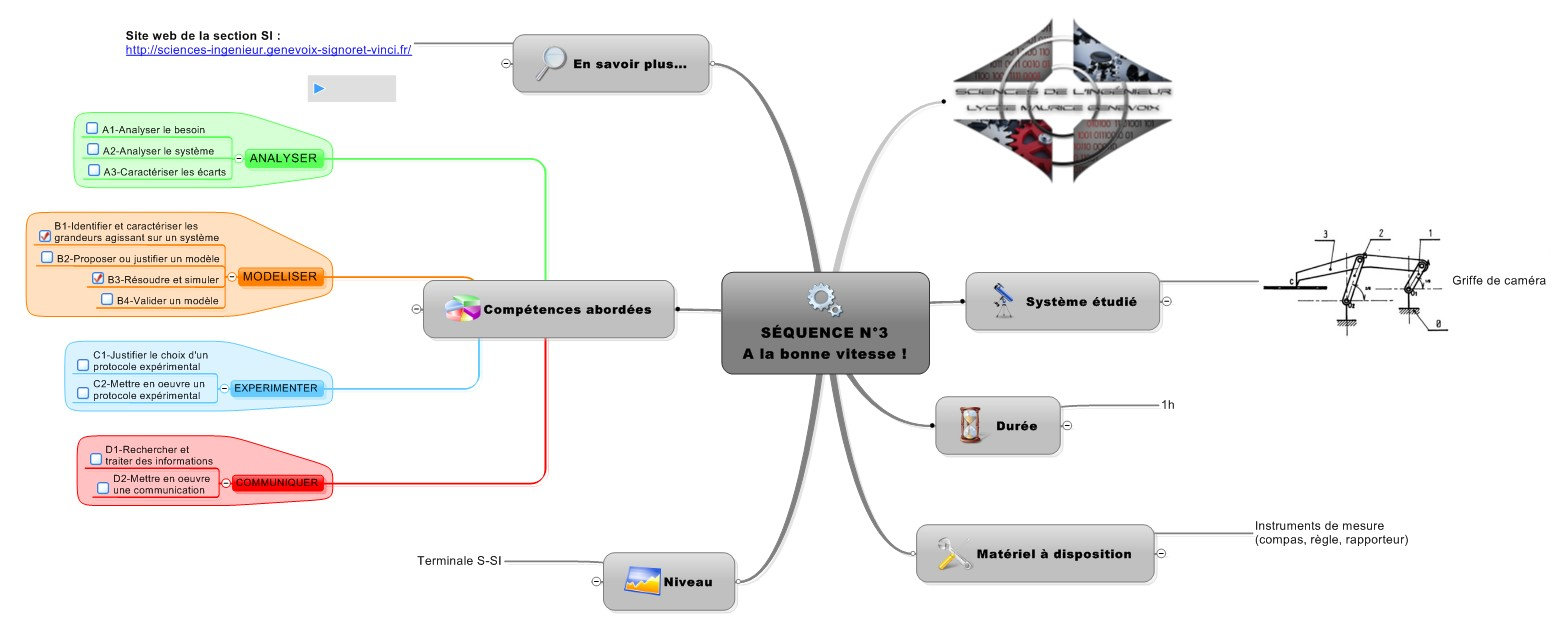 Site web de la section SI :
http://sciences-ingenieur.genevoix-signoret-vinci.fr/
En savoir plus...
SCIENCES DE L'INGÉNIEUR
LYCEE MAURICE GENEVOIX
A1-Analyser le besoin
A2-Analyser le système
A3-Caractériser les écarts
ANALYSER
B1-Identifier et caractériser les
grandeurs agissant sur un système
B2-Proposer ou justifier un modèle
B3-Résoudre et simuler
B4-Valider un modèle
MODELISER
Compétences abordées
C1-Justifier le choix d'un
protocole expérimental
C2-Mettre en oeuvre un
protocole expérimental
EXPERIMENTER
D1-Rechercher et
traiter des informations
D2-Mettre en oeuvre
une communication
COMMUNIQUER
SÉQUENCE N°3
A la bonne vitesse !
Système étudié
3
2
1
C
A
0
Griffe de caméra
Durée
1h
Matériel à disposition
Instruments de mesure
(compas, règle, rapporteur)
Terminale S-SI
Niveau